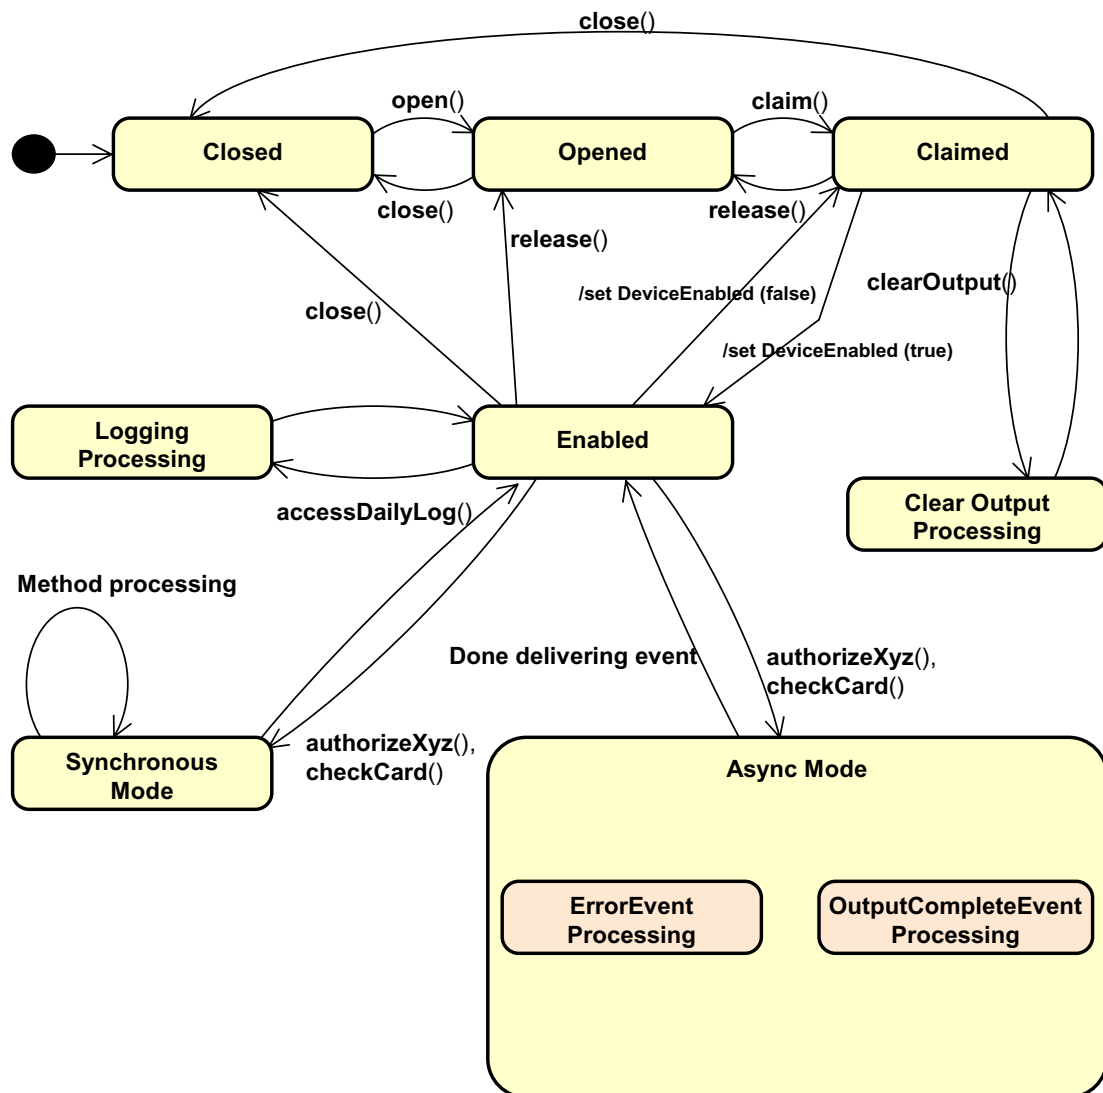 close()
open()
claim()
Closed
Opened
Claimed
close()
release()
release()
clearOutput()
/set DeviceEnabled (false)
close()
/set DeviceEnabled (true)
Logging
Processing
Enabled
Clear Output
Processing
accessDailyLog()
Method processing
Done delivering event
authorizeXyz(),
checkCard()
authorizeXyz(),
checkCard()
Synchronous
Mode
Async Mode
ErrorEvent
Processing
OutputCompleteEvent
Processing